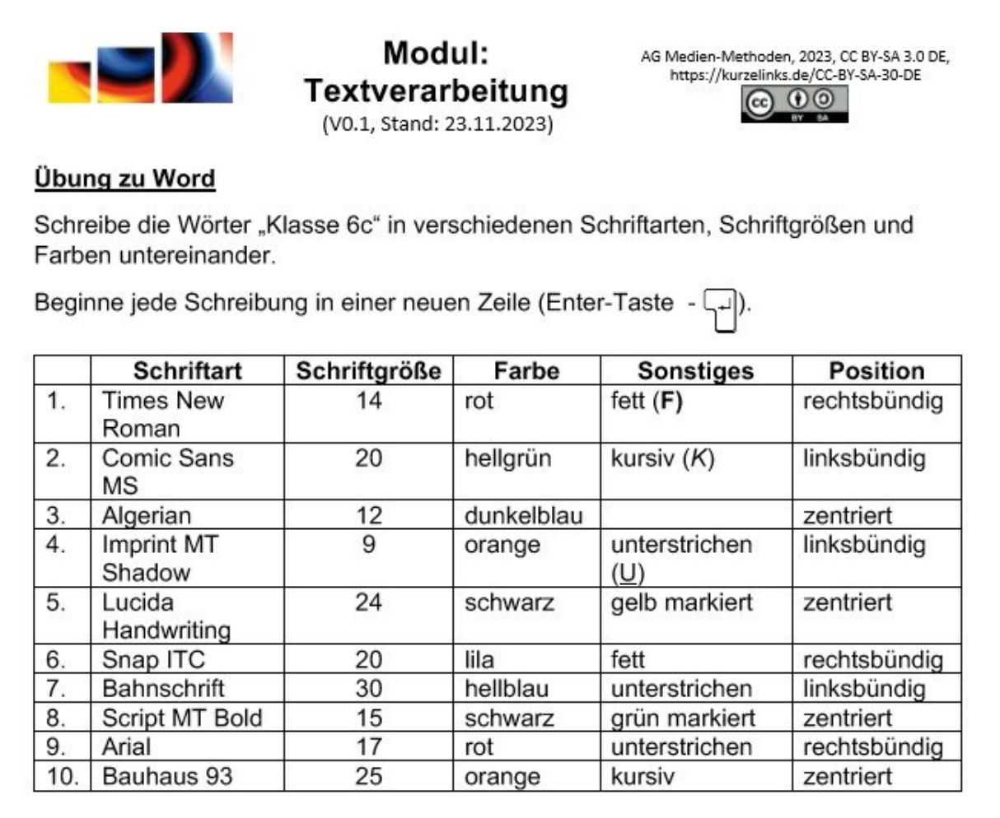 Modul:
Textverarbeitung
(V0.1, Stand: 23.11.2023)
AG Medien-Methoden, 2023, CC BY-SA 3.0 DE,
https://kurzelinks.de/CC-BY-SA-30-DE
cc
BY SA
Übung zu Word
Schreibe die Wörter „Klasse 6c“ in verschiedenen Schriftarten, Schriftgrößen und
Farben untereinander.
Beginne jede Schreibung in einer neuen Zeile (Enter-Taste - ).
Schriftart Schriftgröße Farbe Sonstiges Position
1. Times New 14 rot fett (F) rechtsbündig
Roman
2. Comic Sans 20 hellgrün kursiv (K) linksbündig
MS
3. Algerian 12 dunkelblau zentriert
4. Imprint MT 9 orange unterstrichen linksbündig
Shadow (U)
5. Lucida 24 schwarz gelb markiert zentriert
Handwriting
6. Snap ITC 20 lila fett rechtsbündig
7. Bahnschrift 30 hellblau unterstrichen linksbündig
8. Script MT Bold 15 schwarz grün markiert zentriert
9. Arial 17 rot unterstrichen rechtsbündig
10. Bauhaus 93 25 orange kursiv zentriert